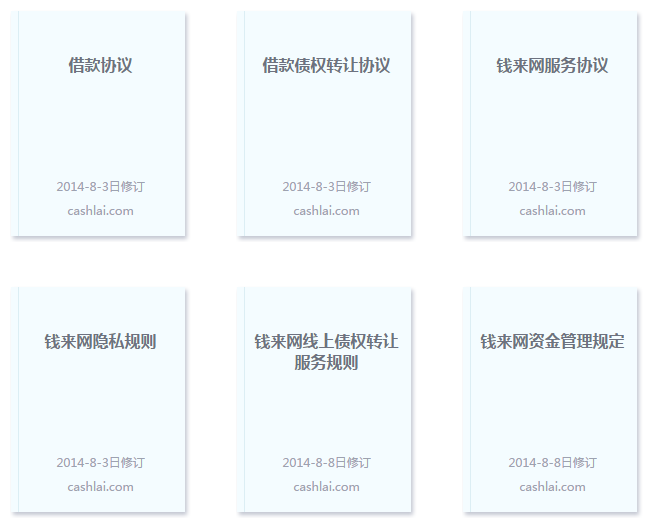 借款协议
2014-8-3日修订
cashlai.com
借款债权转让协议
2014-8-3日修订
cashlai.com
钱来网服务协议
2014-8-3日修订
cashlai.com
钱来网隐私规则
2014-8-3日修订
cashlai.com
钱来网线上债权转让
服务规则
2014-8-8日修订
cashlai.com
钱来网资金管理规定
2014-8-8日修订
cashlai.com